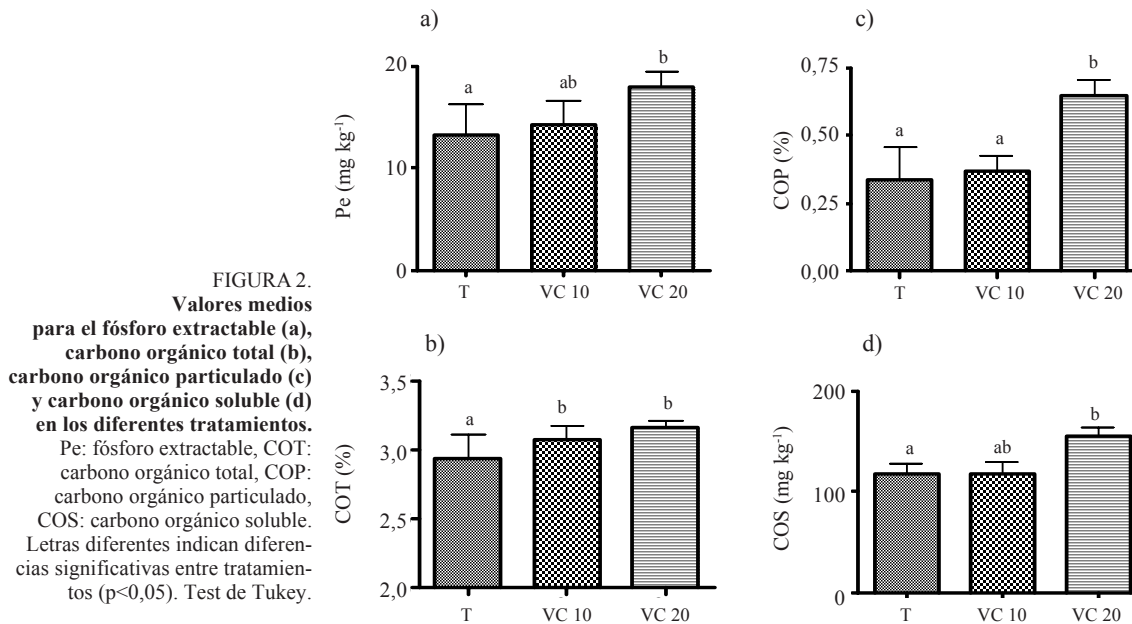 a)
Pe (mg kg⁻¹)
20
10
0
a
ab
b
T
VC 10
VC 20
c)
COP (%)
0,75
0,50
0,25
0,00
a
a
b
T
VC 10
VC 20
FIGURA 2.
Valores medios
para el fósforo extractable (a),
carbono orgánico total (b),
carbono orgánico particulado (c)
y carbono orgánico soluble (d)
en los diferentes tratamientos.
Pe: fósforo extractable, COT:
carbono orgánico total, COP:
carbono orgánico particulado,
COS: carbono orgánico soluble.
Letras diferentes indican diferen-
cias significativas entre tratamien-
tos (p<0,05). Test de Tukey.
b)
COT (%)
3,5
3,0
2,5
2,0
a
b
b
T
VC 10
VC 20
d)
COS (mg kg⁻¹)
200
100
0
a
ab
b
T
VC 10
VC 20